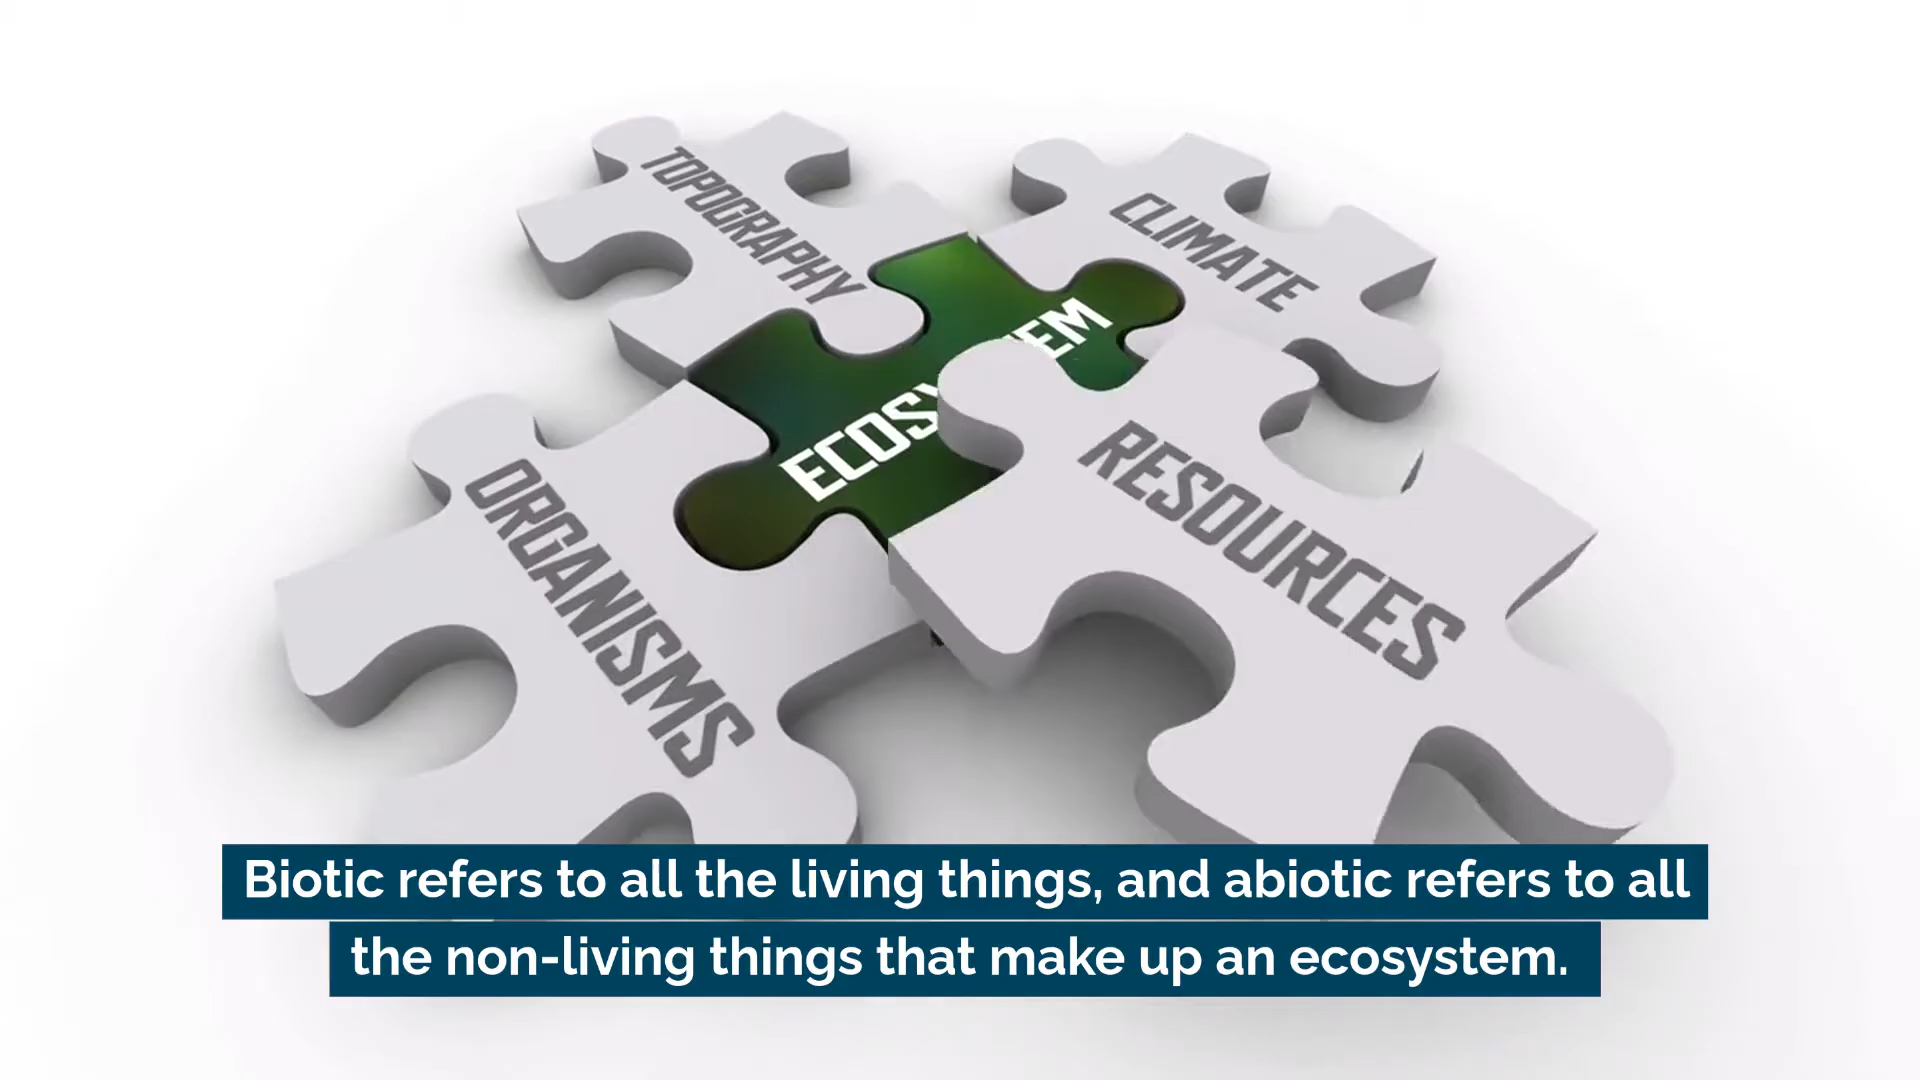 TOPOGRAPHY
CLIMATE
ORGANISMS
RESOURCES
Biotic refers to all the living things, and abiotic refers to all
the non-living things that make up an ecosystem.